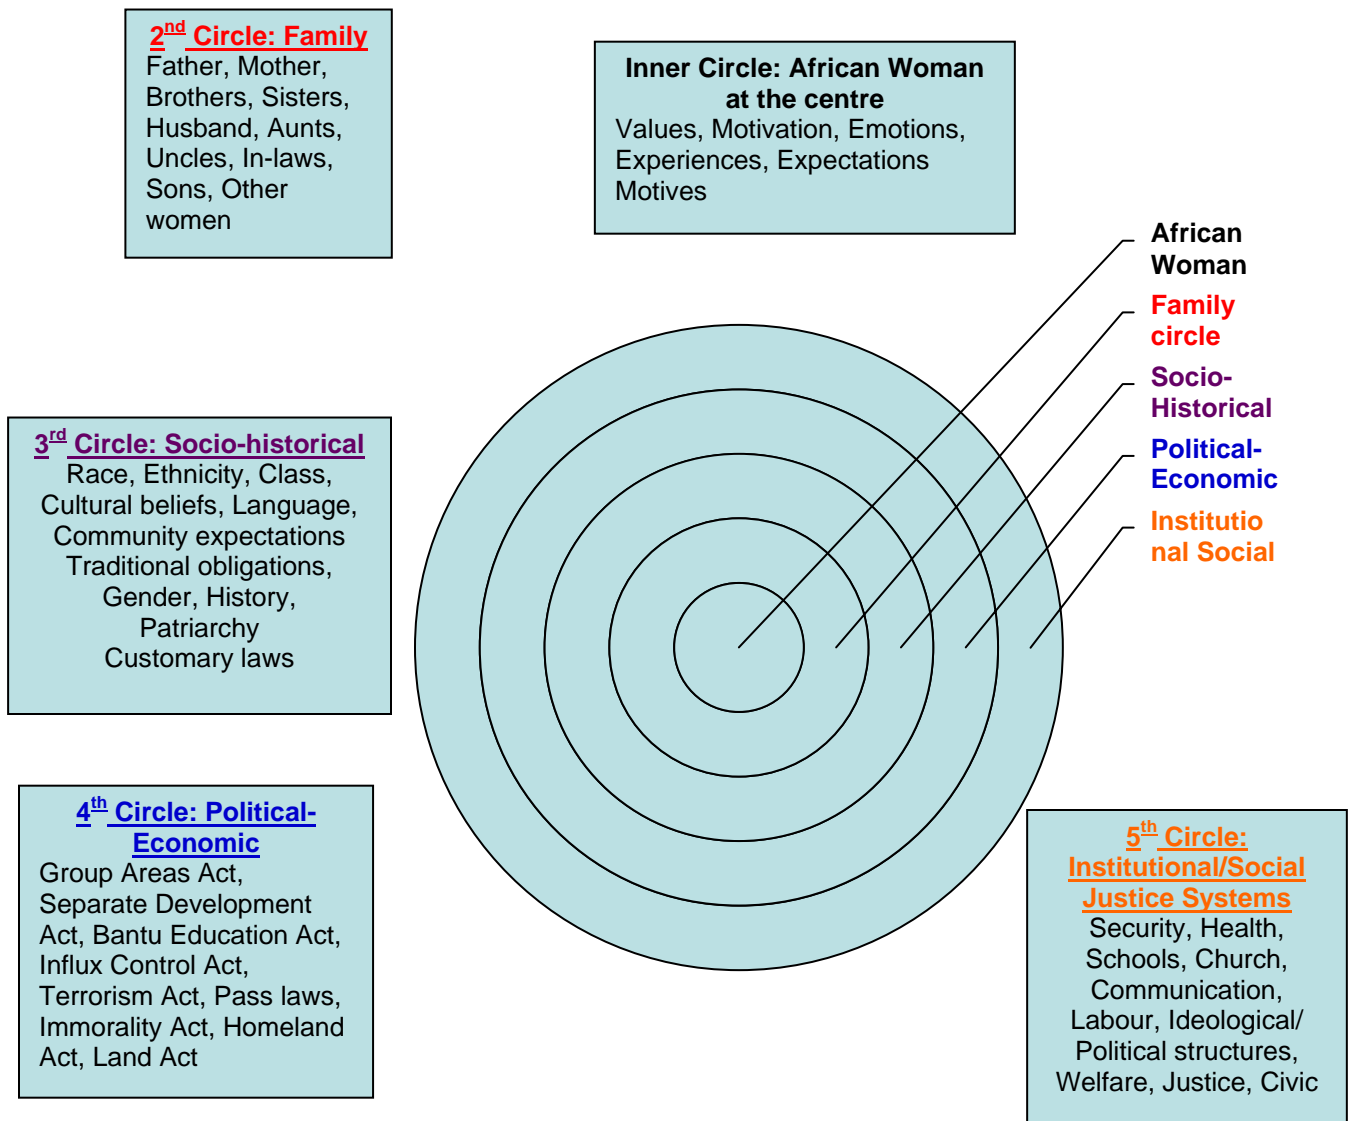 2nd Circle: Family
Father, Mother,
Brothers, Sisters,
Husband, Aunts,
Uncles, In-laws,
Sons, Other
women
Inner Circle: African Woman
at the centre
Values, Motivation, Emotions,
Experiences, Expectations
Motives
African
Woman
Family
circle
Socio-
Historical
Political-
Economic
Institutio
nal Social
3rd Circle: Socio-historical
Race, Ethnicity, Class,
Cultural beliefs, Language,
Community expectations
Traditional obligations,
Gender, History,
Patriarchy
Customary laws
4th Circle: Political-
Economic
Group Areas Act,
Separate Development
Act, Bantu Education Act,
Influx Control Act,
Terrorism Act, Pass laws,
Immorality Act, Homeland
Act, Land Act
5th Circle:
Institutional/Social
Justice Systems
Security, Health,
Schools, Church,
Communication,
Labour, Ideological/
Political structures,
Welfare, Justice, Civic